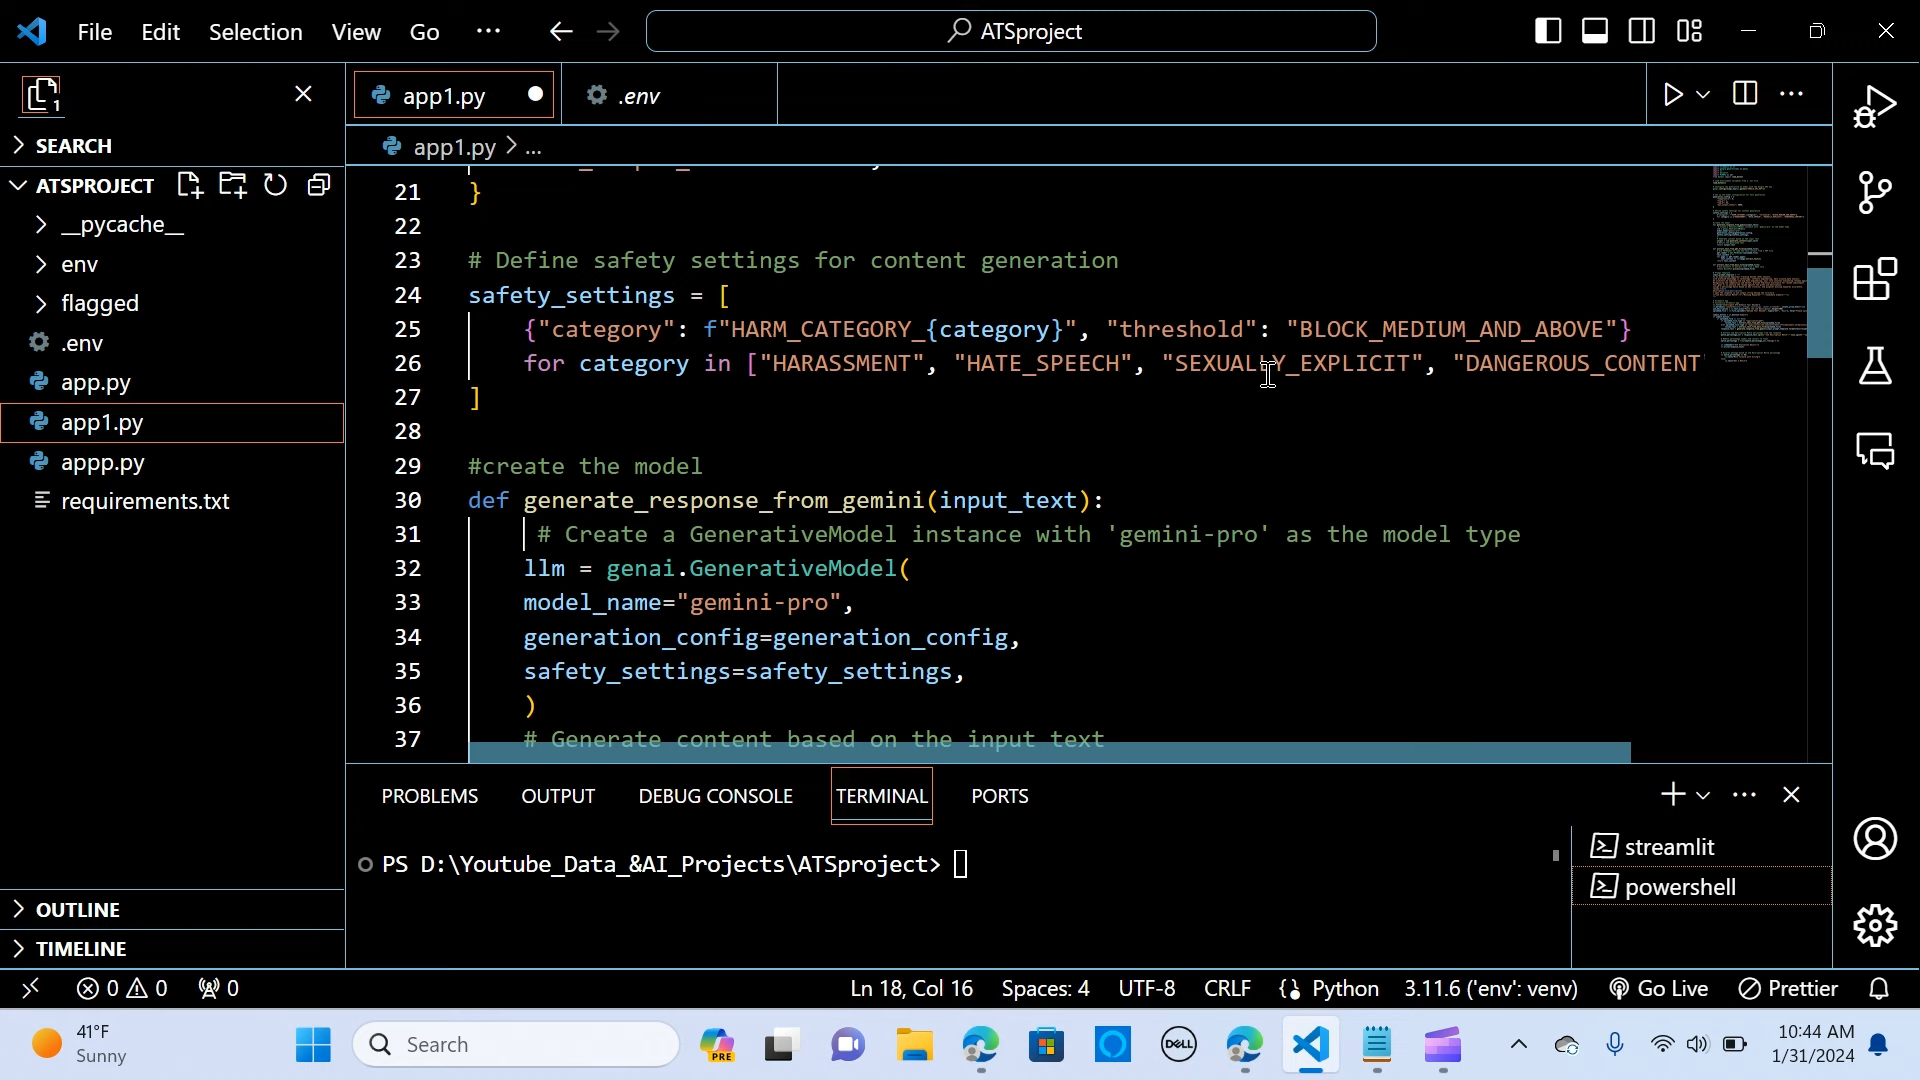 File Edit Selection View Go ··· ATSproject
1
SEARCH
ATSPROJECT
__pycache__
env
flagged
.env
app.py
app1.py
appp.py
requirements.txt
OUTLINE
TIMELINE
app1.py .env
app1.py > ...
21 }
22
23 # Define safety settings for content generation
24 safety_settings = [
25 {"category": f"HARM_CATEGORY_{category}", "threshold": "BLOCK_MEDIUM_AND_ABOVE"}
26 for category in ["HARASSMENT", "HATE_SPEECH", "SEXUALLY_EXPLICIT", "DANGEROUS_CONTENT
27 ]
28
29 #create the model
30 def generate_response_from_gemini(input_text):
31 # Create a GenerativeModel instance with 'gemini-pro' as the model type
32 llm = genai.GenerativeModel(
33 model_name="gemini-pro",
34 generation_config=generation_config,
35 safety_settings=safety_settings,
36 )
37 # Generate content based on the input text
PROBLEMS OUTPUT DEBUG CONSOLE TERMINAL PORTS
PS D:\Youtube_Data_&AI_Projects\ATSproject>
streamlit
powershell
0 0 0 Ln 18, Col 16 Spaces: 4 UTF-8 CRLF Python 3.11.6 ('env': venv) Go Live Prettier
41°F
Sunny
Search
PRE
DELL
10:44 AM
1/31/2024